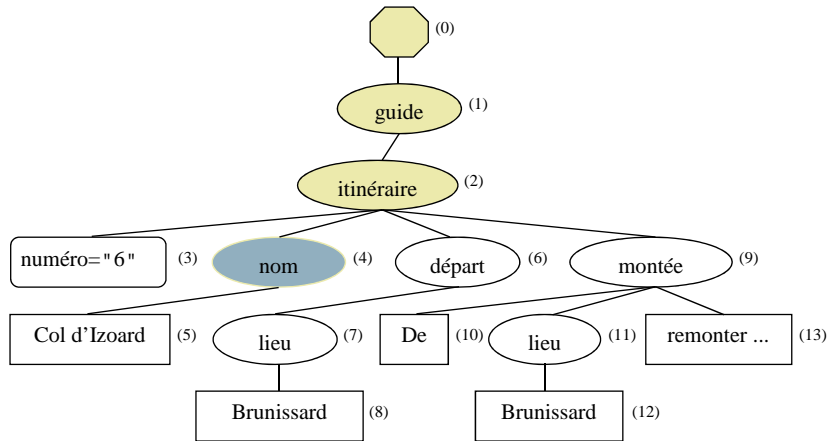 (0)
guide (1)
itinéraire (2)
numéro="6" (3) nom (4) départ (6) montée (9)
Col d'Izoard (5) lieu (7) De (10) lieu (11) remonter ... (13)
Brunissard (8) Brunissard (12)